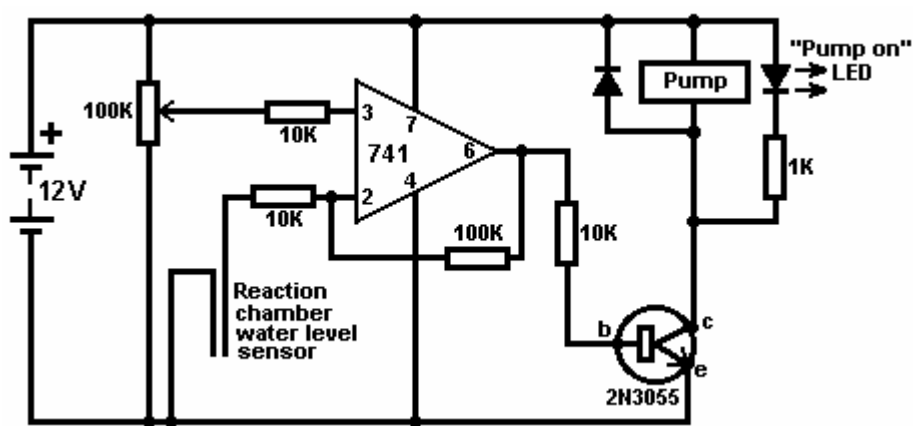 "Pump on"
LED
Pump
100K
10K
3
7
741
6
+
12V
4
2
10K
1K
100K
10K
Reaction
chamber
water level
sensor
b
c
e
2N3055